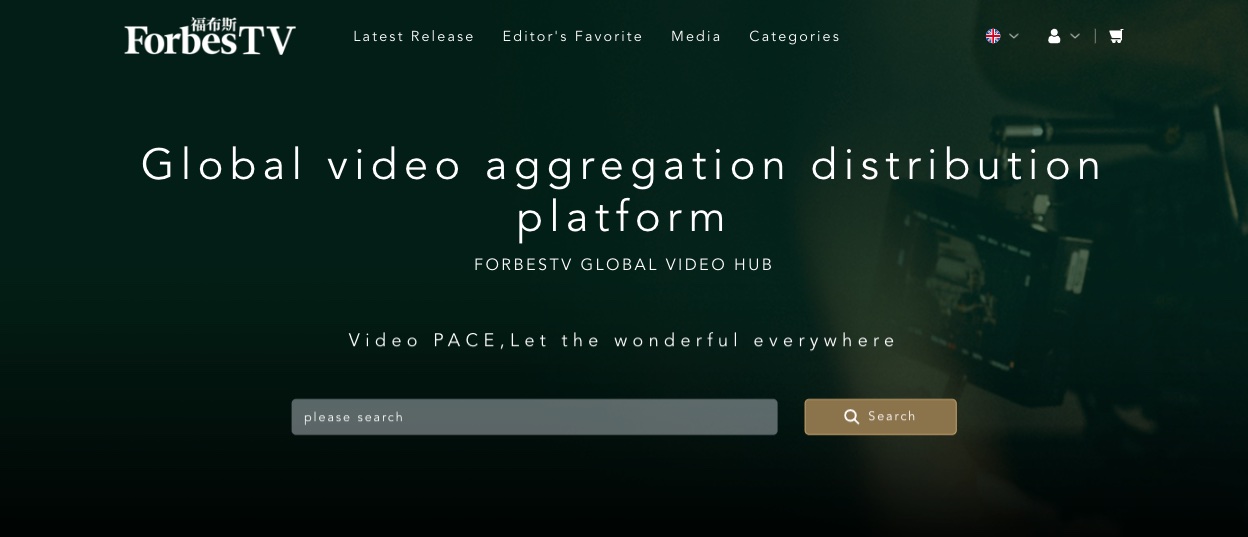 福布斯
ForbesTV
Latest Release
Editor's Favorite
Media
Categories
Global video aggregation distribution
platform
FORBESTV GLOBAL VIDEO HUB
Video PACE,Let the wonderful everywhere
please search
Search